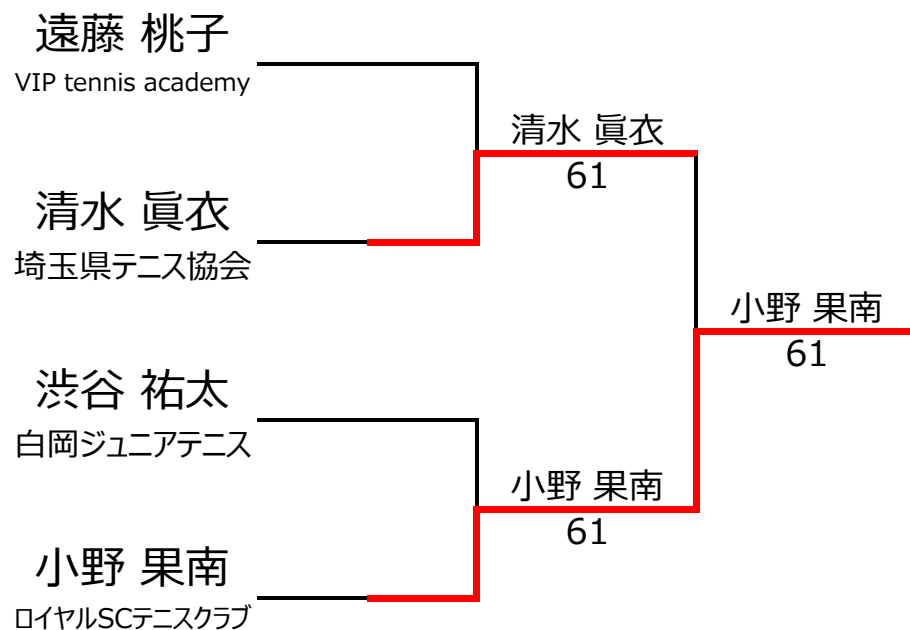 遠藤 桃子
VIP tennis academy
清水 眞衣
61
清水 眞衣
埼玉県テニス協会
小野 果南
61
渋谷 祐太
白岡ジュニアテニス
小野 果南
61
小野 果南
ロイヤルSCテニスクラブ